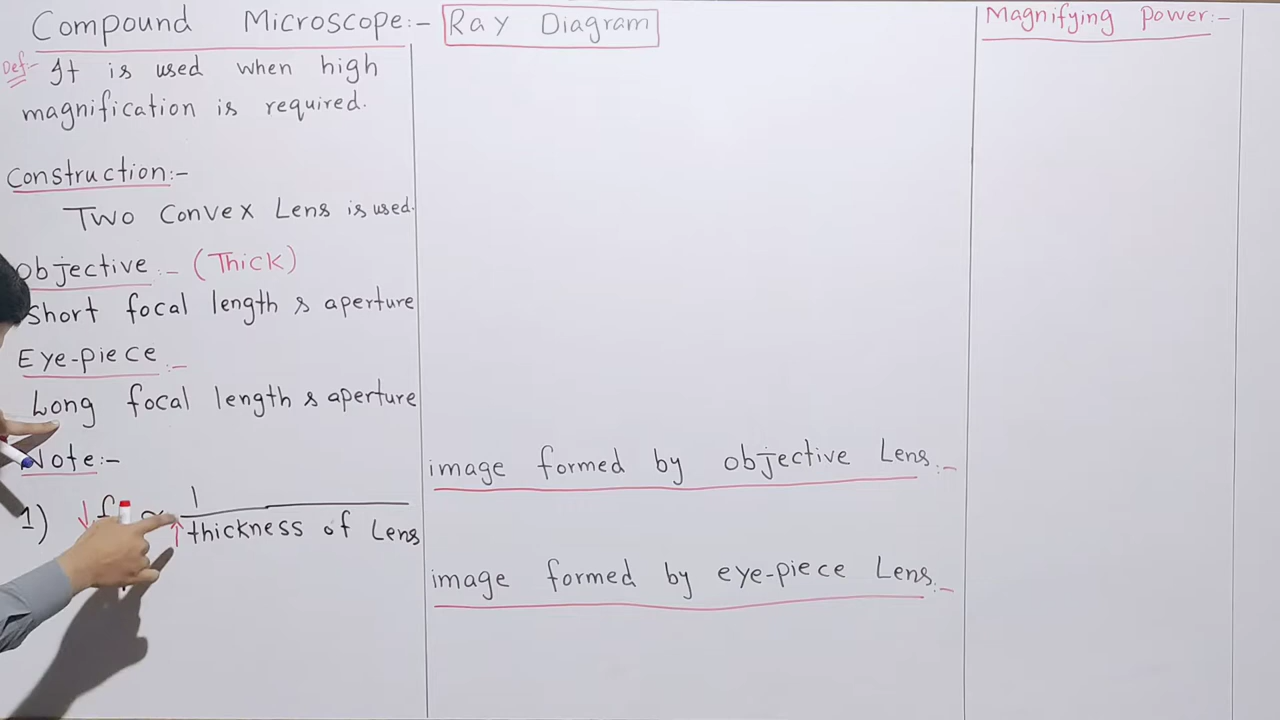 Compound Microscope:-
Def:- It is used when high
magnification is required.
Construction:-
Two Convex Lens is used.
Objective:- (Thick)
Short focal length & aperture
Eye-piece:-
Long focal length & aperture
Note:-
1) ↓f ∝ 1
↑thickness of Lens
Ray Diagram
image formed by objective Lens:-
image formed by eye-piece Lens:-
Magnifying Power:-